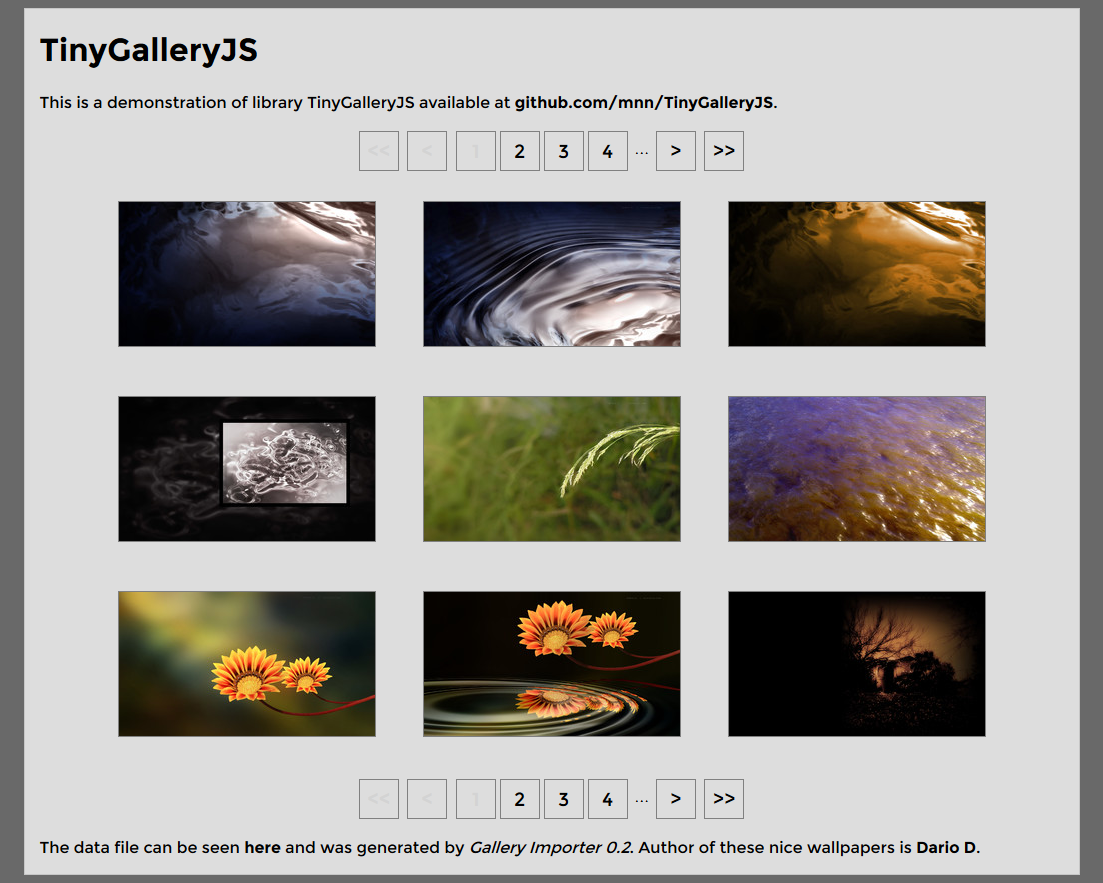 TinyGalleryJS
This is a demonstration of library TinyGalleryJS available at github.com/mnn/TinyGalleryJS.
<< < 1 2 3 4 ... > >>
<< < 1 2 3 4 ... > >>
The data file can be seen here and was generated by Gallery Importer 0.2. Author of these nice wallpapers is Dario D.